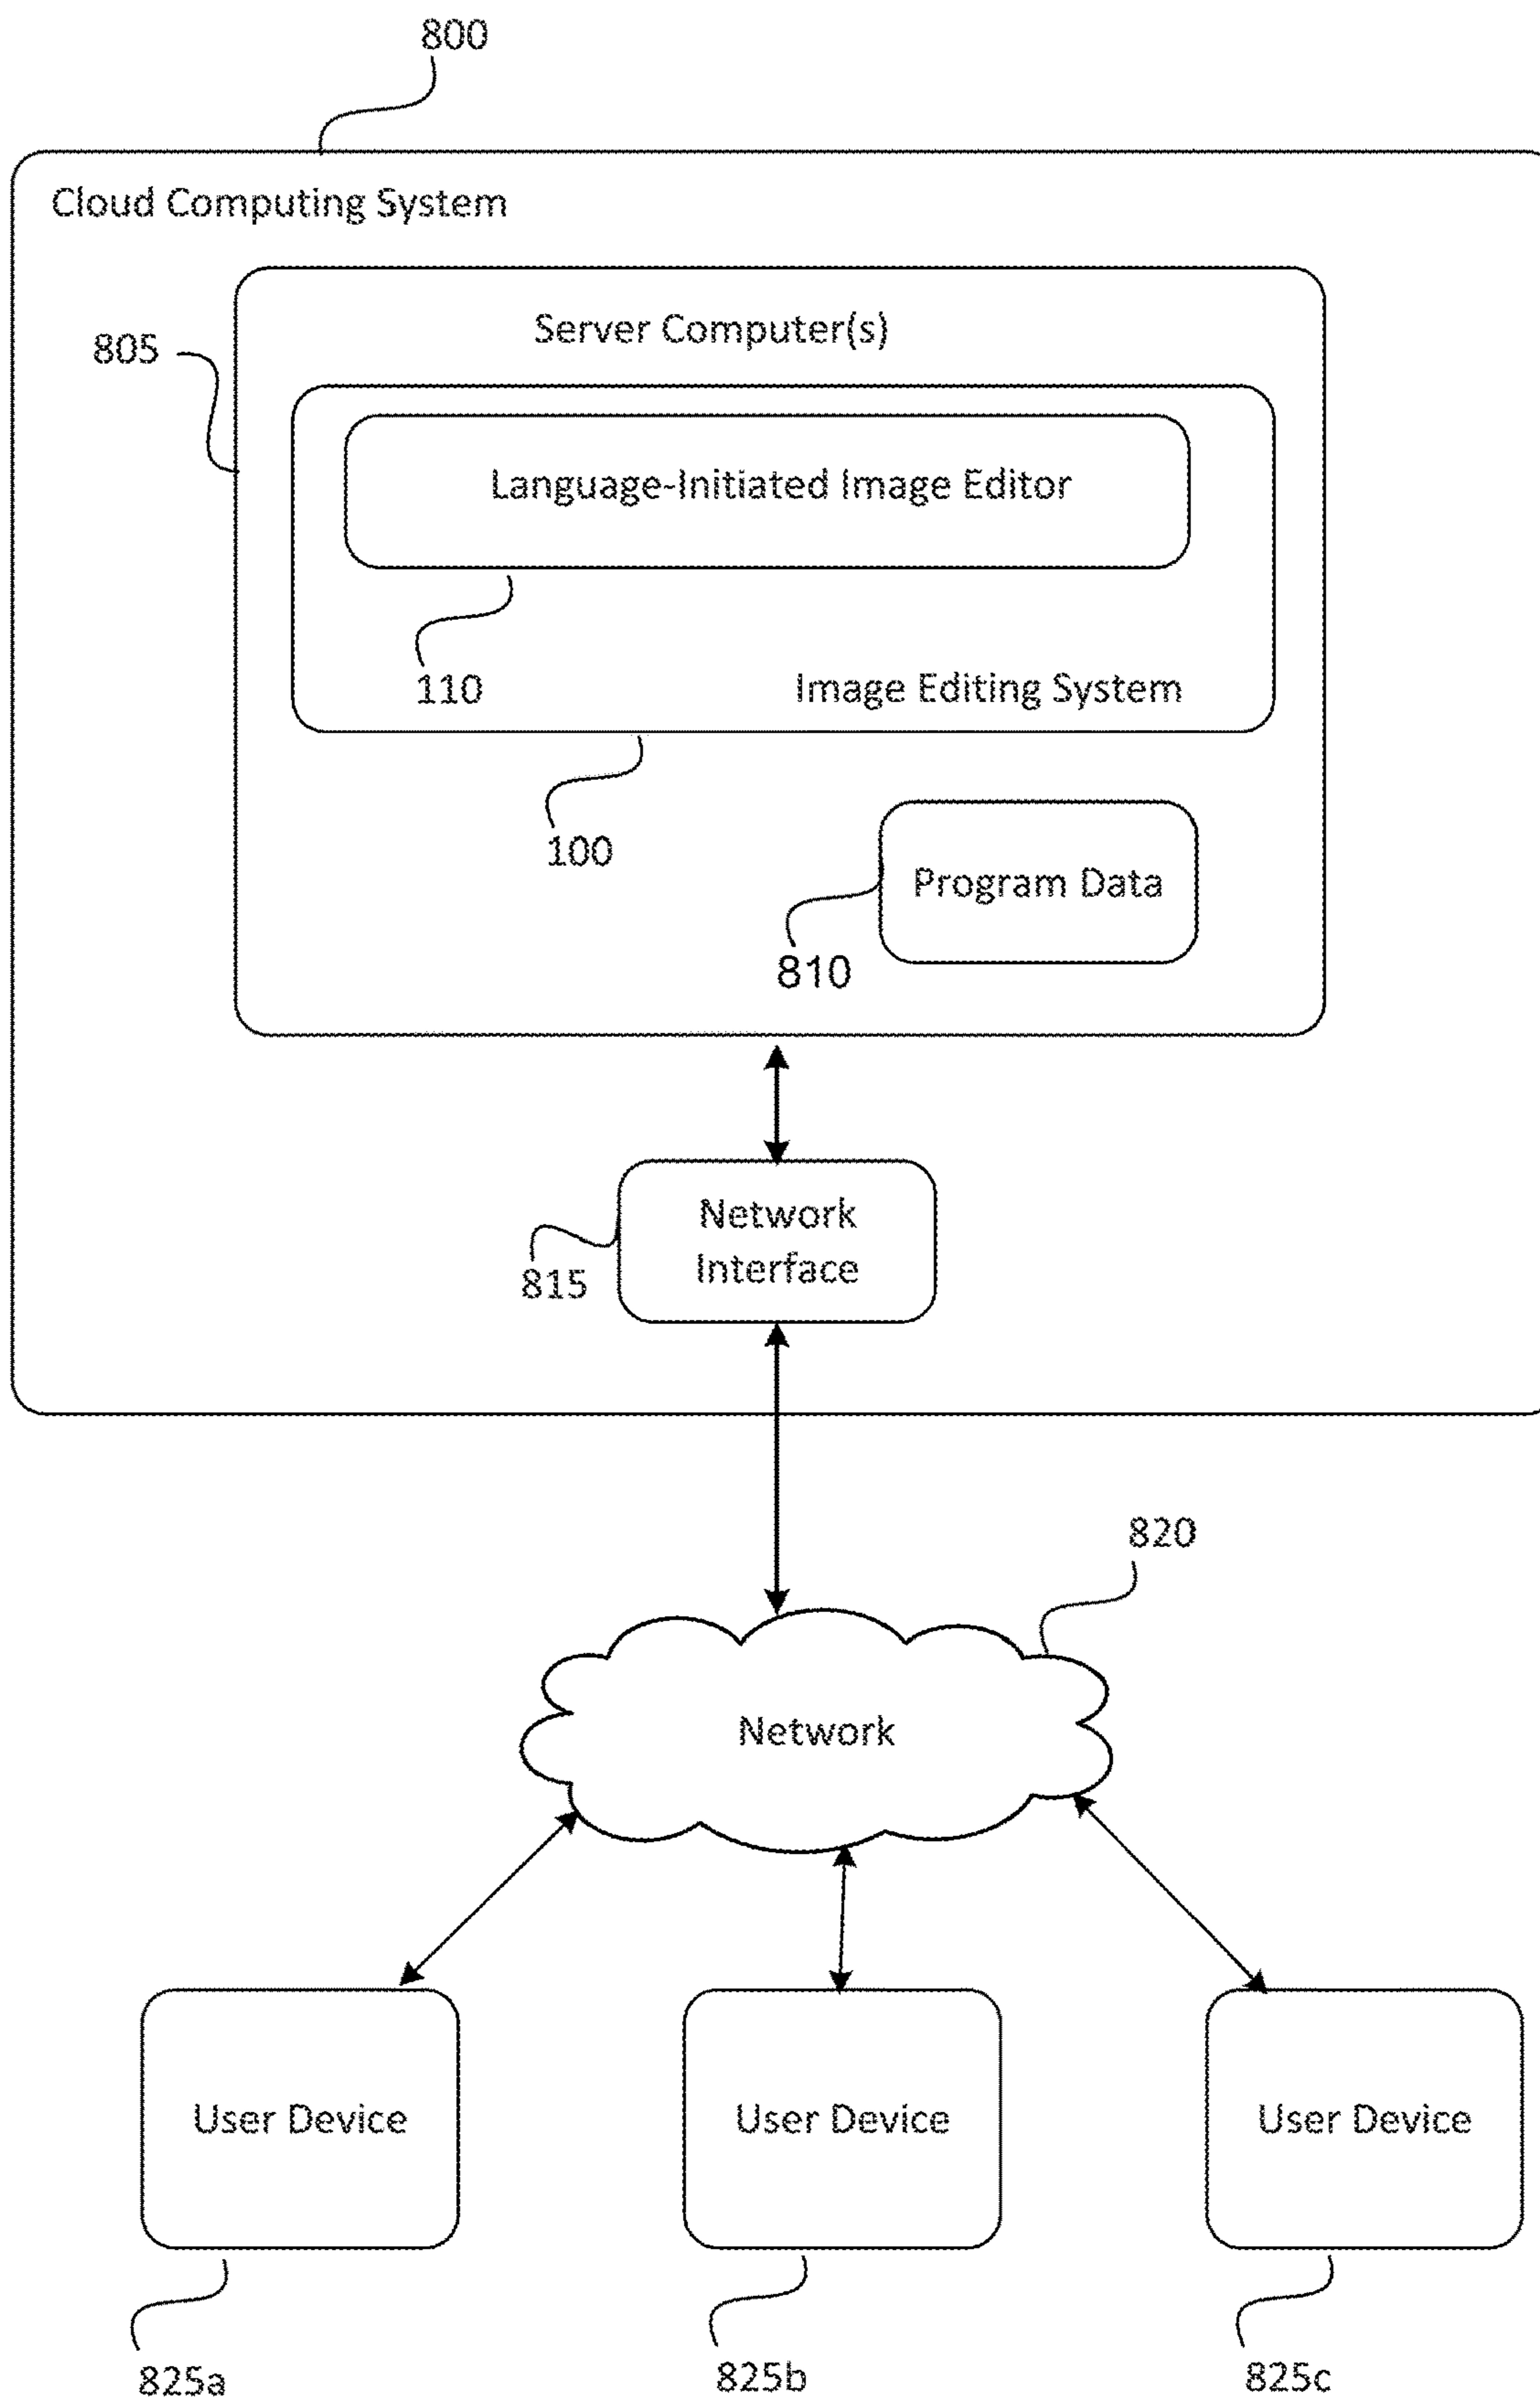 800
Cloud Computing System
Server Computer(s)
805
Language-Initiated Image Editor
110
Image Editing System
100
Program Data
810
Network
Interface
815
820
Network
User Device
User Device
User Device
825a
825b
825c